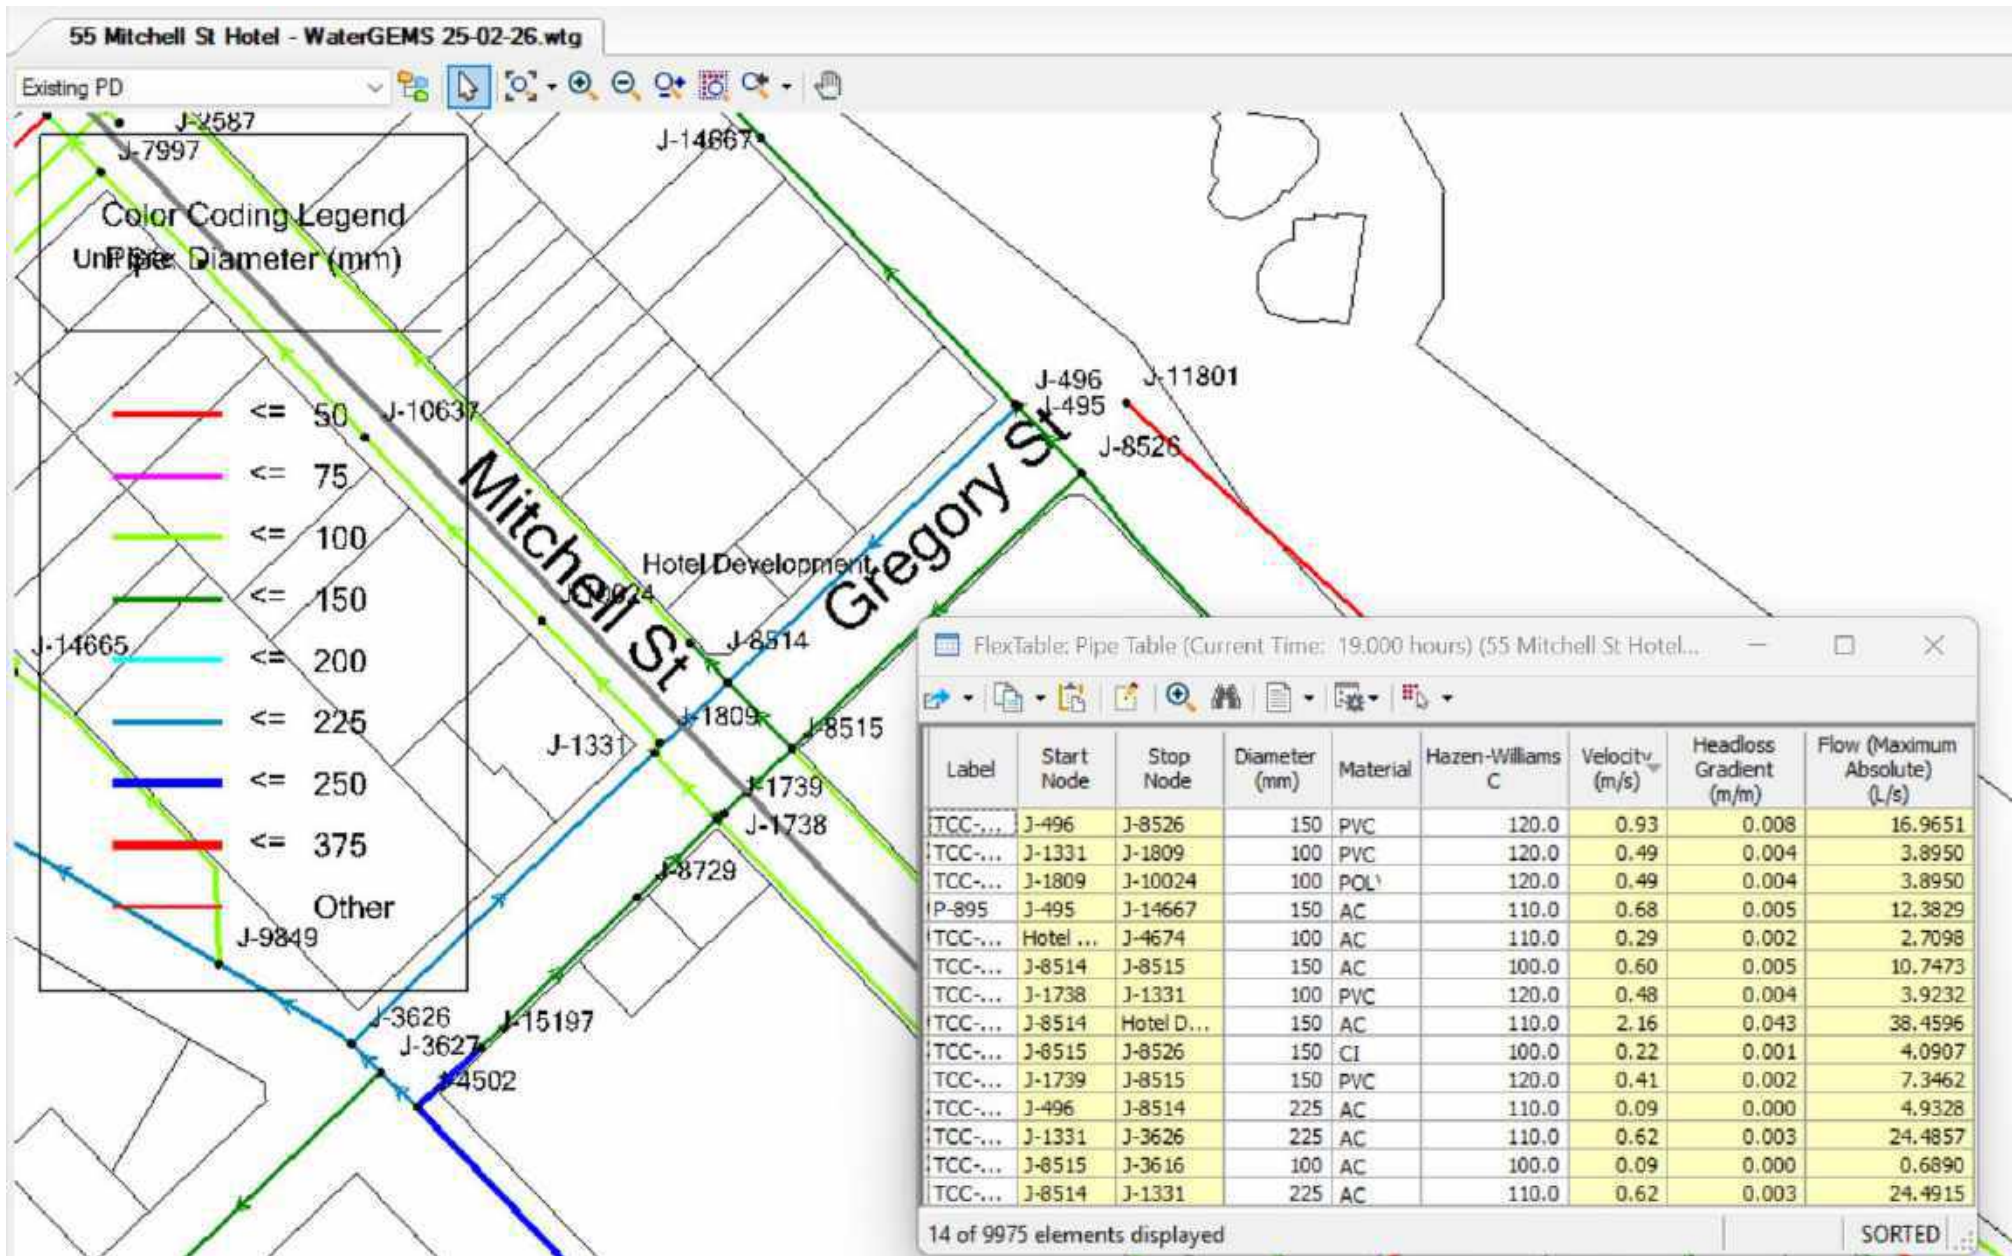 55 Mitchell St Hotel - WaterGEMS 25-02-26.wtg
Existing PD
J-2587
J-7997
J-14667
Color Coding Legend
Pipe: Diameter (mm)
<= 50
<= 75
<= 100
<= 150
<= 200
<= 225
<= 250
<= 375
Other
J-10637
J-496
J-11801
J-495
J-8526
Mitchell St
Gregory St
Hotel Development
J-10024
J-8514
J-14665
J-1809
J-1331
J-8515
J-1739
J-1738
J-8729
J-9849
J-3626
J-15197
J-3627
J-4502
FlexTable: Pipe Table (Current Time: 19.000 hours) (55 Mitchell St Hotel...
Label Start Node Stop Node Diameter (mm) Material Hazen-Williams C Velocity (m/s) Headloss Gradient (m/m) Flow (Maximum Absolute) (L/s)
TCC-... J-496 J-8526 150 PVC 120.0 0.93 0.008 16.9651
TCC-... J-1331 J-1809 100 PVC 120.0 0.49 0.004 3.8950
TCC-... J-1809 J-10024 100 POLY 120.0 0.49 0.004 3.8950
P-895 J-495 J-14667 150 AC 110.0 0.68 0.005 12.3829
TCC-... Hotel ... J-4674 100 AC 110.0 0.29 0.002 2.7098
TCC-... J-8514 J-8515 150 AC 100.0 0.60 0.005 10.7473
TCC-... J-1738 J-1331 100 PVC 120.0 0.48 0.004 3.9232
TCC-... J-8514 Hotel D... 150 AC 110.0 2.16 0.043 38.4596
TCC-... J-8515 J-8526 150 CI 100.0 0.22 0.001 4.0907
TCC-... J-1739 J-8515 150 PVC 120.0 0.41 0.002 7.3462
TCC-... J-496 J-8514 225 AC 110.0 0.09 0.000 4.9328
TCC-... J-1331 J-3626 225 AC 110.0 0.62 0.003 24.4857
TCC-... J-8515 J-3616 100 AC 100.0 0.09 0.000 0.6890
TCC-... J-8514 J-1331 225 AC 110.0 0.62 0.003 24.4915
14 of 9975 elements displayed
SORTED